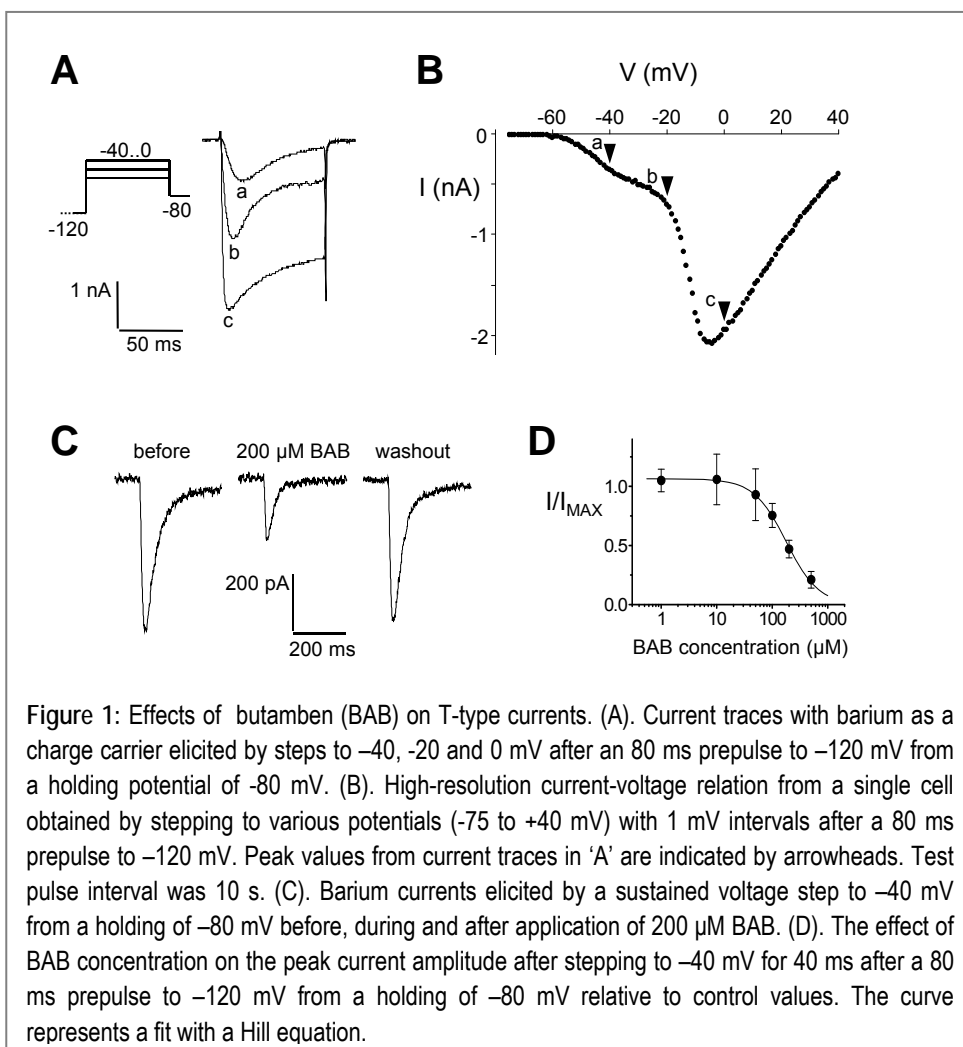 A
-40..0
-120
-80
1 nA
50 ms
a
b
c
B
V (mV)
-60 -40 -20 0 20 40
0
I (nA)
-1
-2
a
b
c
C
before
200 µM BAB
washout
200 pA
200 ms
D
I/IMAX
1.0
0.5
0.0
1 10 100 1000
BAB concentration (µM)
Figure 1: Effects of butamben (BAB) on T-type currents. (A). Current traces with barium as a
charge carrier elicited by steps to –40, -20 and 0 mV after an 80 ms prepulse to –120 mV from
a holding potential of -80 mV. (B). High-resolution current-voltage relation from a single cell
obtained by stepping to various potentials (-75 to +40 mV) with 1 mV intervals after a 80 ms
prepulse to –120 mV. Peak values from current traces in ‘A’ are indicated by arrowheads. Test
pulse interval was 10 s. (C). Barium currents elicited by a sustained voltage step to –40 mV
from a holding of –80 mV before, during and after application of 200 µM BAB. (D). The effect of
BAB concentration on the peak current amplitude after stepping to –40 mV for 40 ms after a 80
ms prepulse to –120 mV from a holding of –80 mV relative to control values. The curve
represents a fit with a Hill equation.